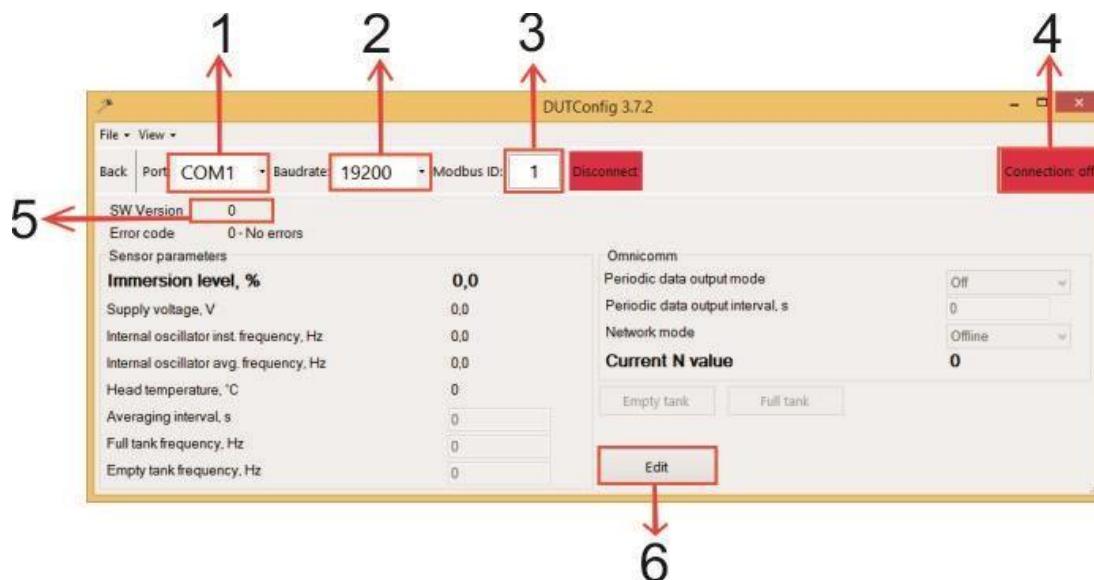 1 2 3 4
DUTConfig 3.7.2
File View
Back Port COM1 Baudrate: 19200 Modbus ID: 1 Disconnect Connection: off
5
SW Version 0
Error code 0 - No errors
Sensor parameters
Immersion level, % 0,0
Supply voltage, V 0,0
Internal oscillator inst. frequency, Hz 0,0
Internal oscillator avg. frequency, Hz 0,0
Head temperature, °C 0
Averaging interval, s 0
Full tank frequency, Hz 0
Empty tank frequency, Hz 0
Omnicomm
Periodic data output mode Off
Periodic data output interval, s 0
Network mode Offline
Current N value 0
Empty tank Full tank
Edit
6